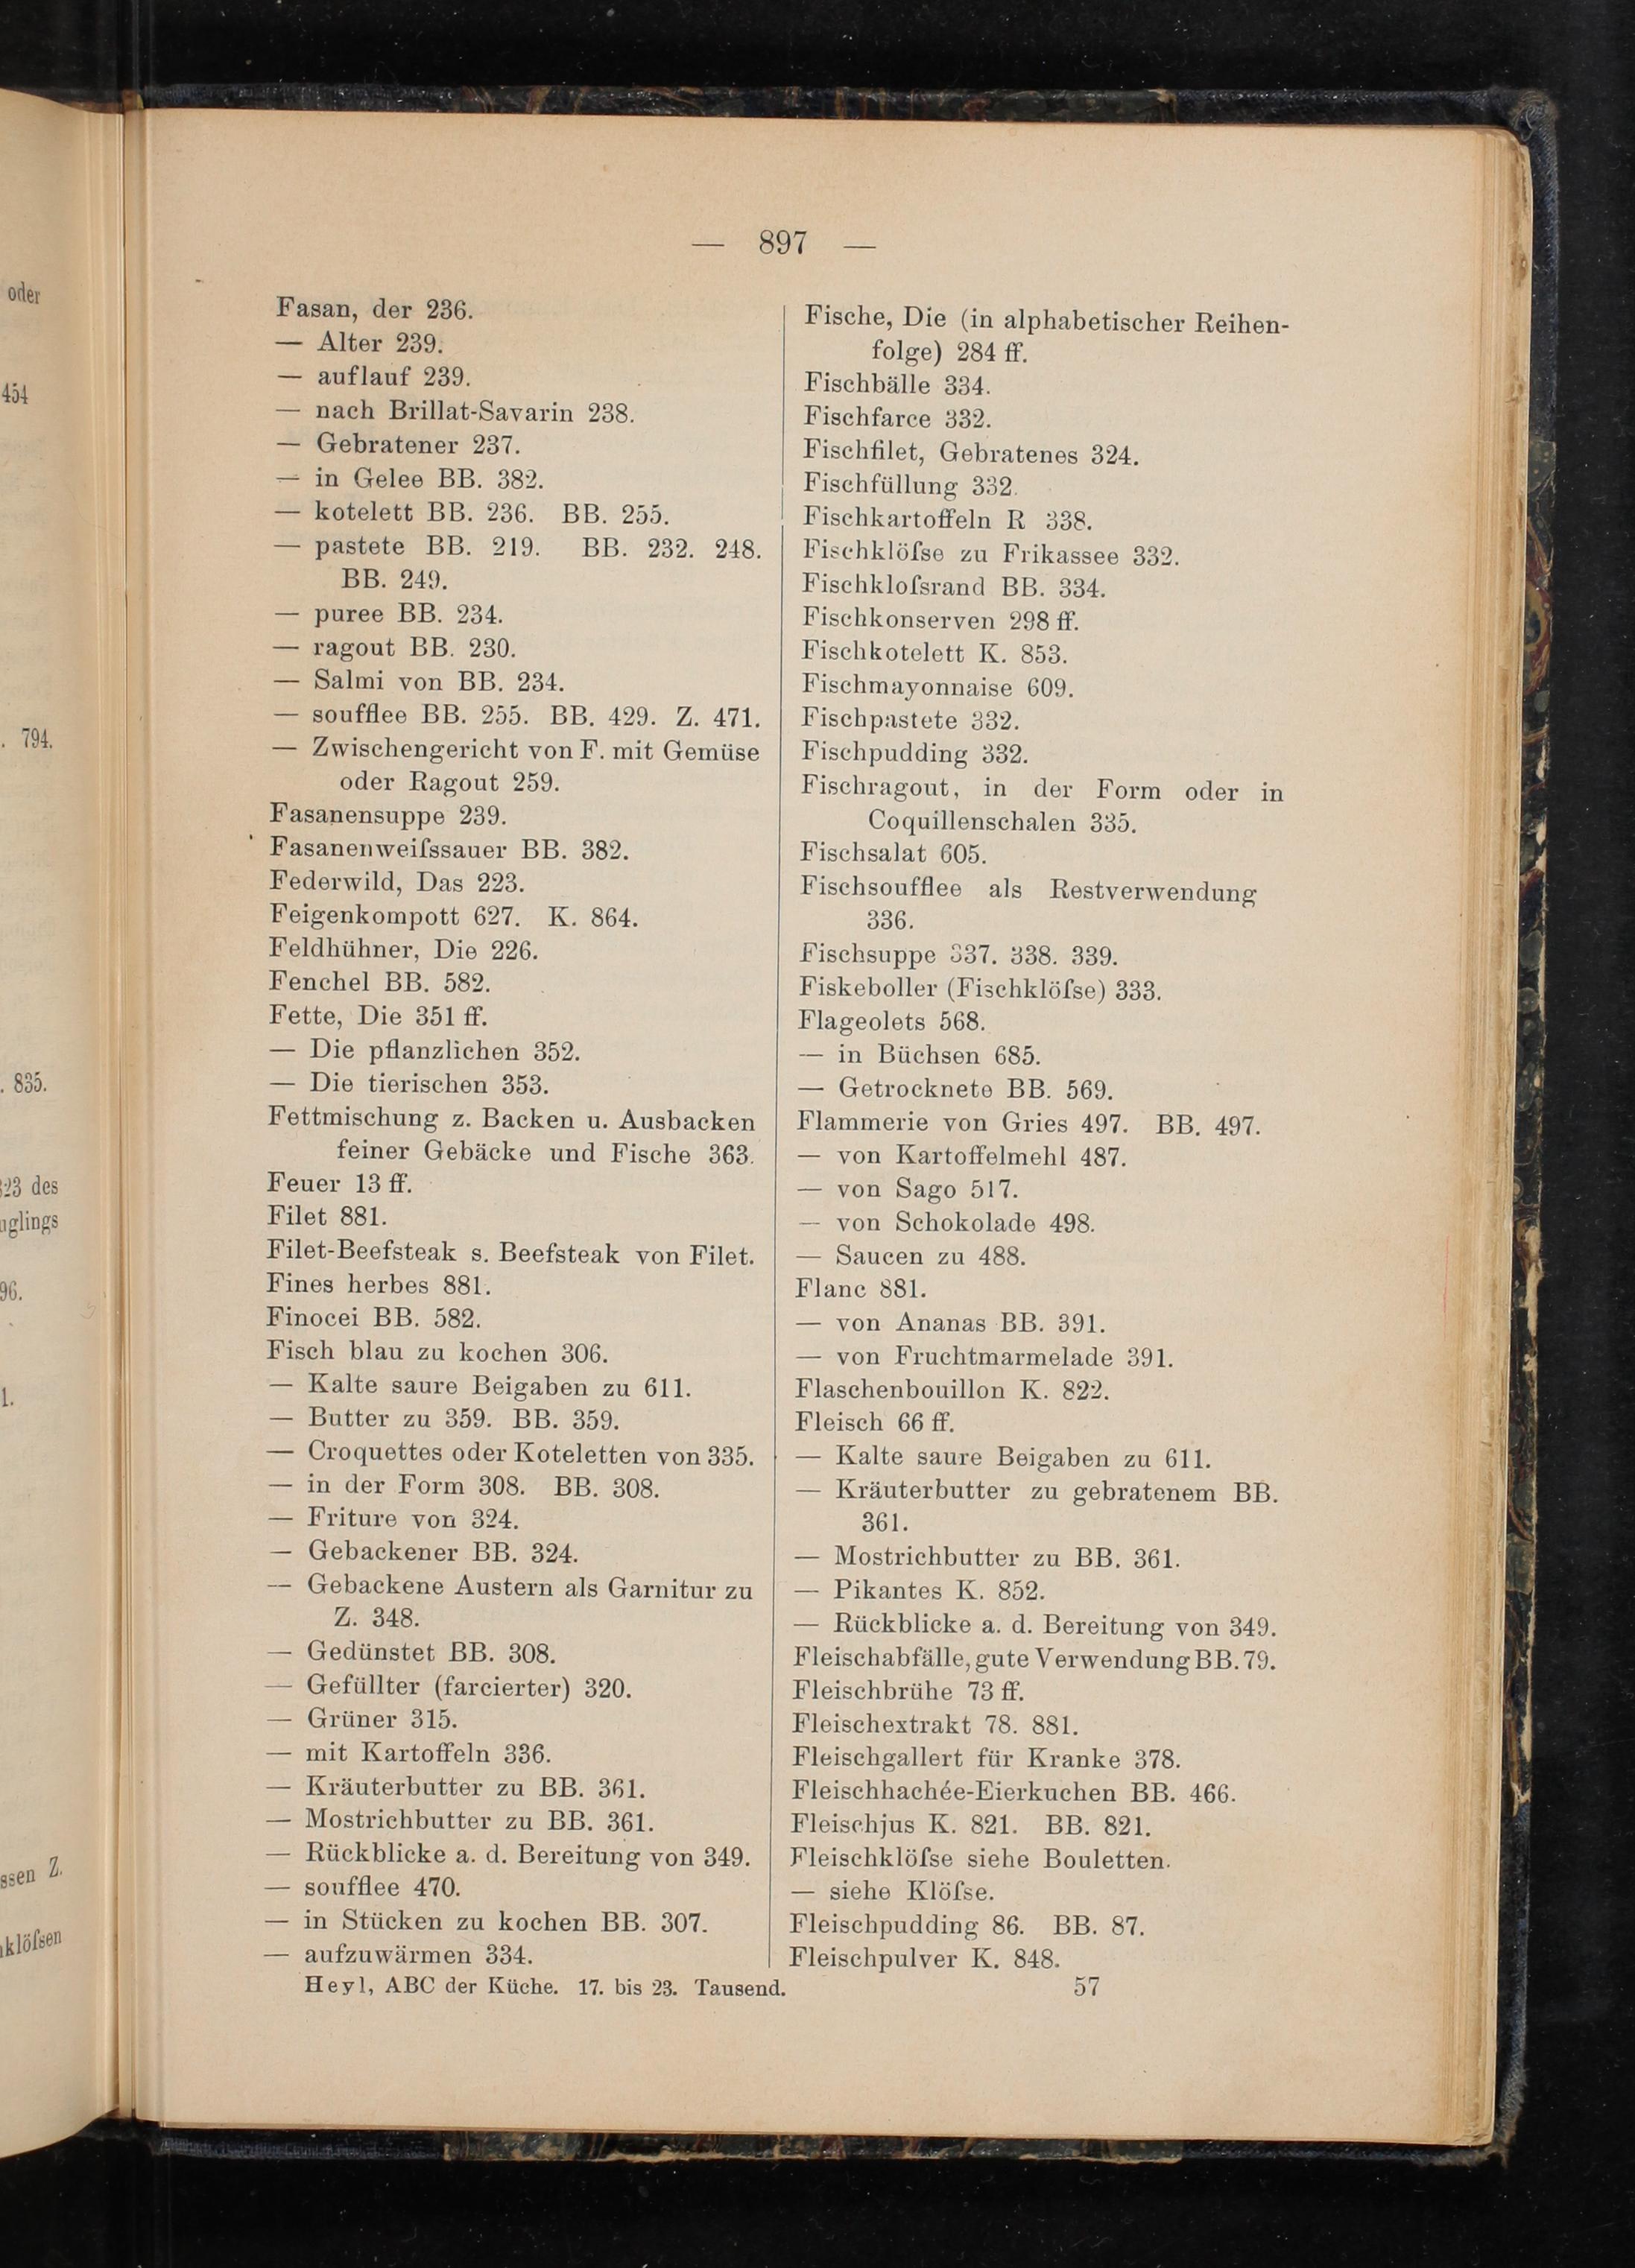 — 897 —
Fasan, der 236.
— Alter 239.
— auflauf 239.
— nach Brillat-Savarin 238.
— Gebratener 237.
— in Gelee BB. 382.
— kotelett BB. 236. BB. 255.
— pastete BB. 219. BB. 232. 248.
BB. 249.
— puree BB. 234.
— ragout BB. 230.
— Salmi von BB. 234.
— soufflee BB. 255. BB. 429. Z. 471.
— Zwischengericht von F. mit Gemüse
oder Ragout 259.
Fasanensuppe 239.
Fasanenweiſssauer BB. 382.
Federwild, Das 223.
Feigenkompott 627. K. 864.
Feldhühner, Die 226.
Fenchel BB. 582.
Fette, Die 351 ff.
— Die pflanzlichen 352.
— Die tierischen 353.
Fettmischung z. Backen u. Ausbacken
feiner Gebäcke und Fische 363.
Feuer 13 ff.
Filet 881.
Filet-Beefsteak s. Beefsteak von Filet.
Fines herbes 881.
Finocei BB. 582.
Fisch blau zu kochen 306.
— Kalte saure Beigaben zu 611.
— Butter zu 359. BB. 359.
— Croquettes oder Koteletten von 335.
— in der Form 308. BB. 308.
— Friture von 324.
— Gebackener BB. 324.
— Gebackene Austern als Garnitur zu
Z. 348.
— Gedünstet BB. 308.
— Gefüllter (farcierter) 320.
— Grüner 315.
— mit Kartoffeln 336.
— Kräuterbutter zu BB. 361.
— Mostrichbutter zu BB. 361.
— Rückblicke a. d. Bereitung von 349.
— soufflee 470.
— in Stücken zu kochen BB. 307.
— aufzuwärmen 334.
Fische, Die (in alphabetischer Reihen-
folge) 284 ff.
Fischbälle 334.
Fischfarce 332.
Fischfilet, Gebratenes 324.
Fischfüllung 332.
Fischkartoffeln R 338.
Fischklöſse zu Frikassee 332.
Fischkloſsrand BB. 334.
Fischkonserven 298 ff.
Fischkotelett K. 853.
Fischmayonnaise 609.
Fischpastete 332.
Fischpudding 332.
Fischragout, in der Form oder in
Coquillenschalen 335.
Fischsalat 605.
Fischsoufflee als Restverwendung
336.
Fischsuppe 337. 338. 339.
Fiskeboller (Fischklöſse) 333.
Flageolets 568.
— in Büchsen 685.
— Getrocknete BB. 569.
Flammerie von Gries 497. BB. 497.
— von Kartoffelmehl 487.
— von Sago 517.
— von Schokolade 498.
— Saucen zu 488.
Flanc 881.
— von Ananas BB. 391.
— von Fruchtmarmelade 391.
Flaschenbouillon K. 822.
Fleisch 66 ff.
— Kalte saure Beigaben zu 611.
— Kräuterbutter zu gebratenem BB.
361.
— Mostrichbutter zu BB. 361.
— Pikantes K. 852.
— Rückblicke a. d. Bereitung von 349.
Fleischabfälle, gute Verwendung BB. 79.
Fleischbrühe 73 ff.
Fleischextrakt 78. 881.
Fleischgallert für Kranke 378.
Fleischhachée-Eierkuchen BB. 466.
Fleischjus K. 821. BB. 821.
Fleischklöſse siehe Bouletten.
— siehe Klöſse.
Fleischpudding 86. BB. 87.
Fleischpulver K. 848.
Heyl, ABC der Küche. 17. bis 23. Tausend. 57
oder
454
. 794.
. 835.
des
96.
1.
Z.